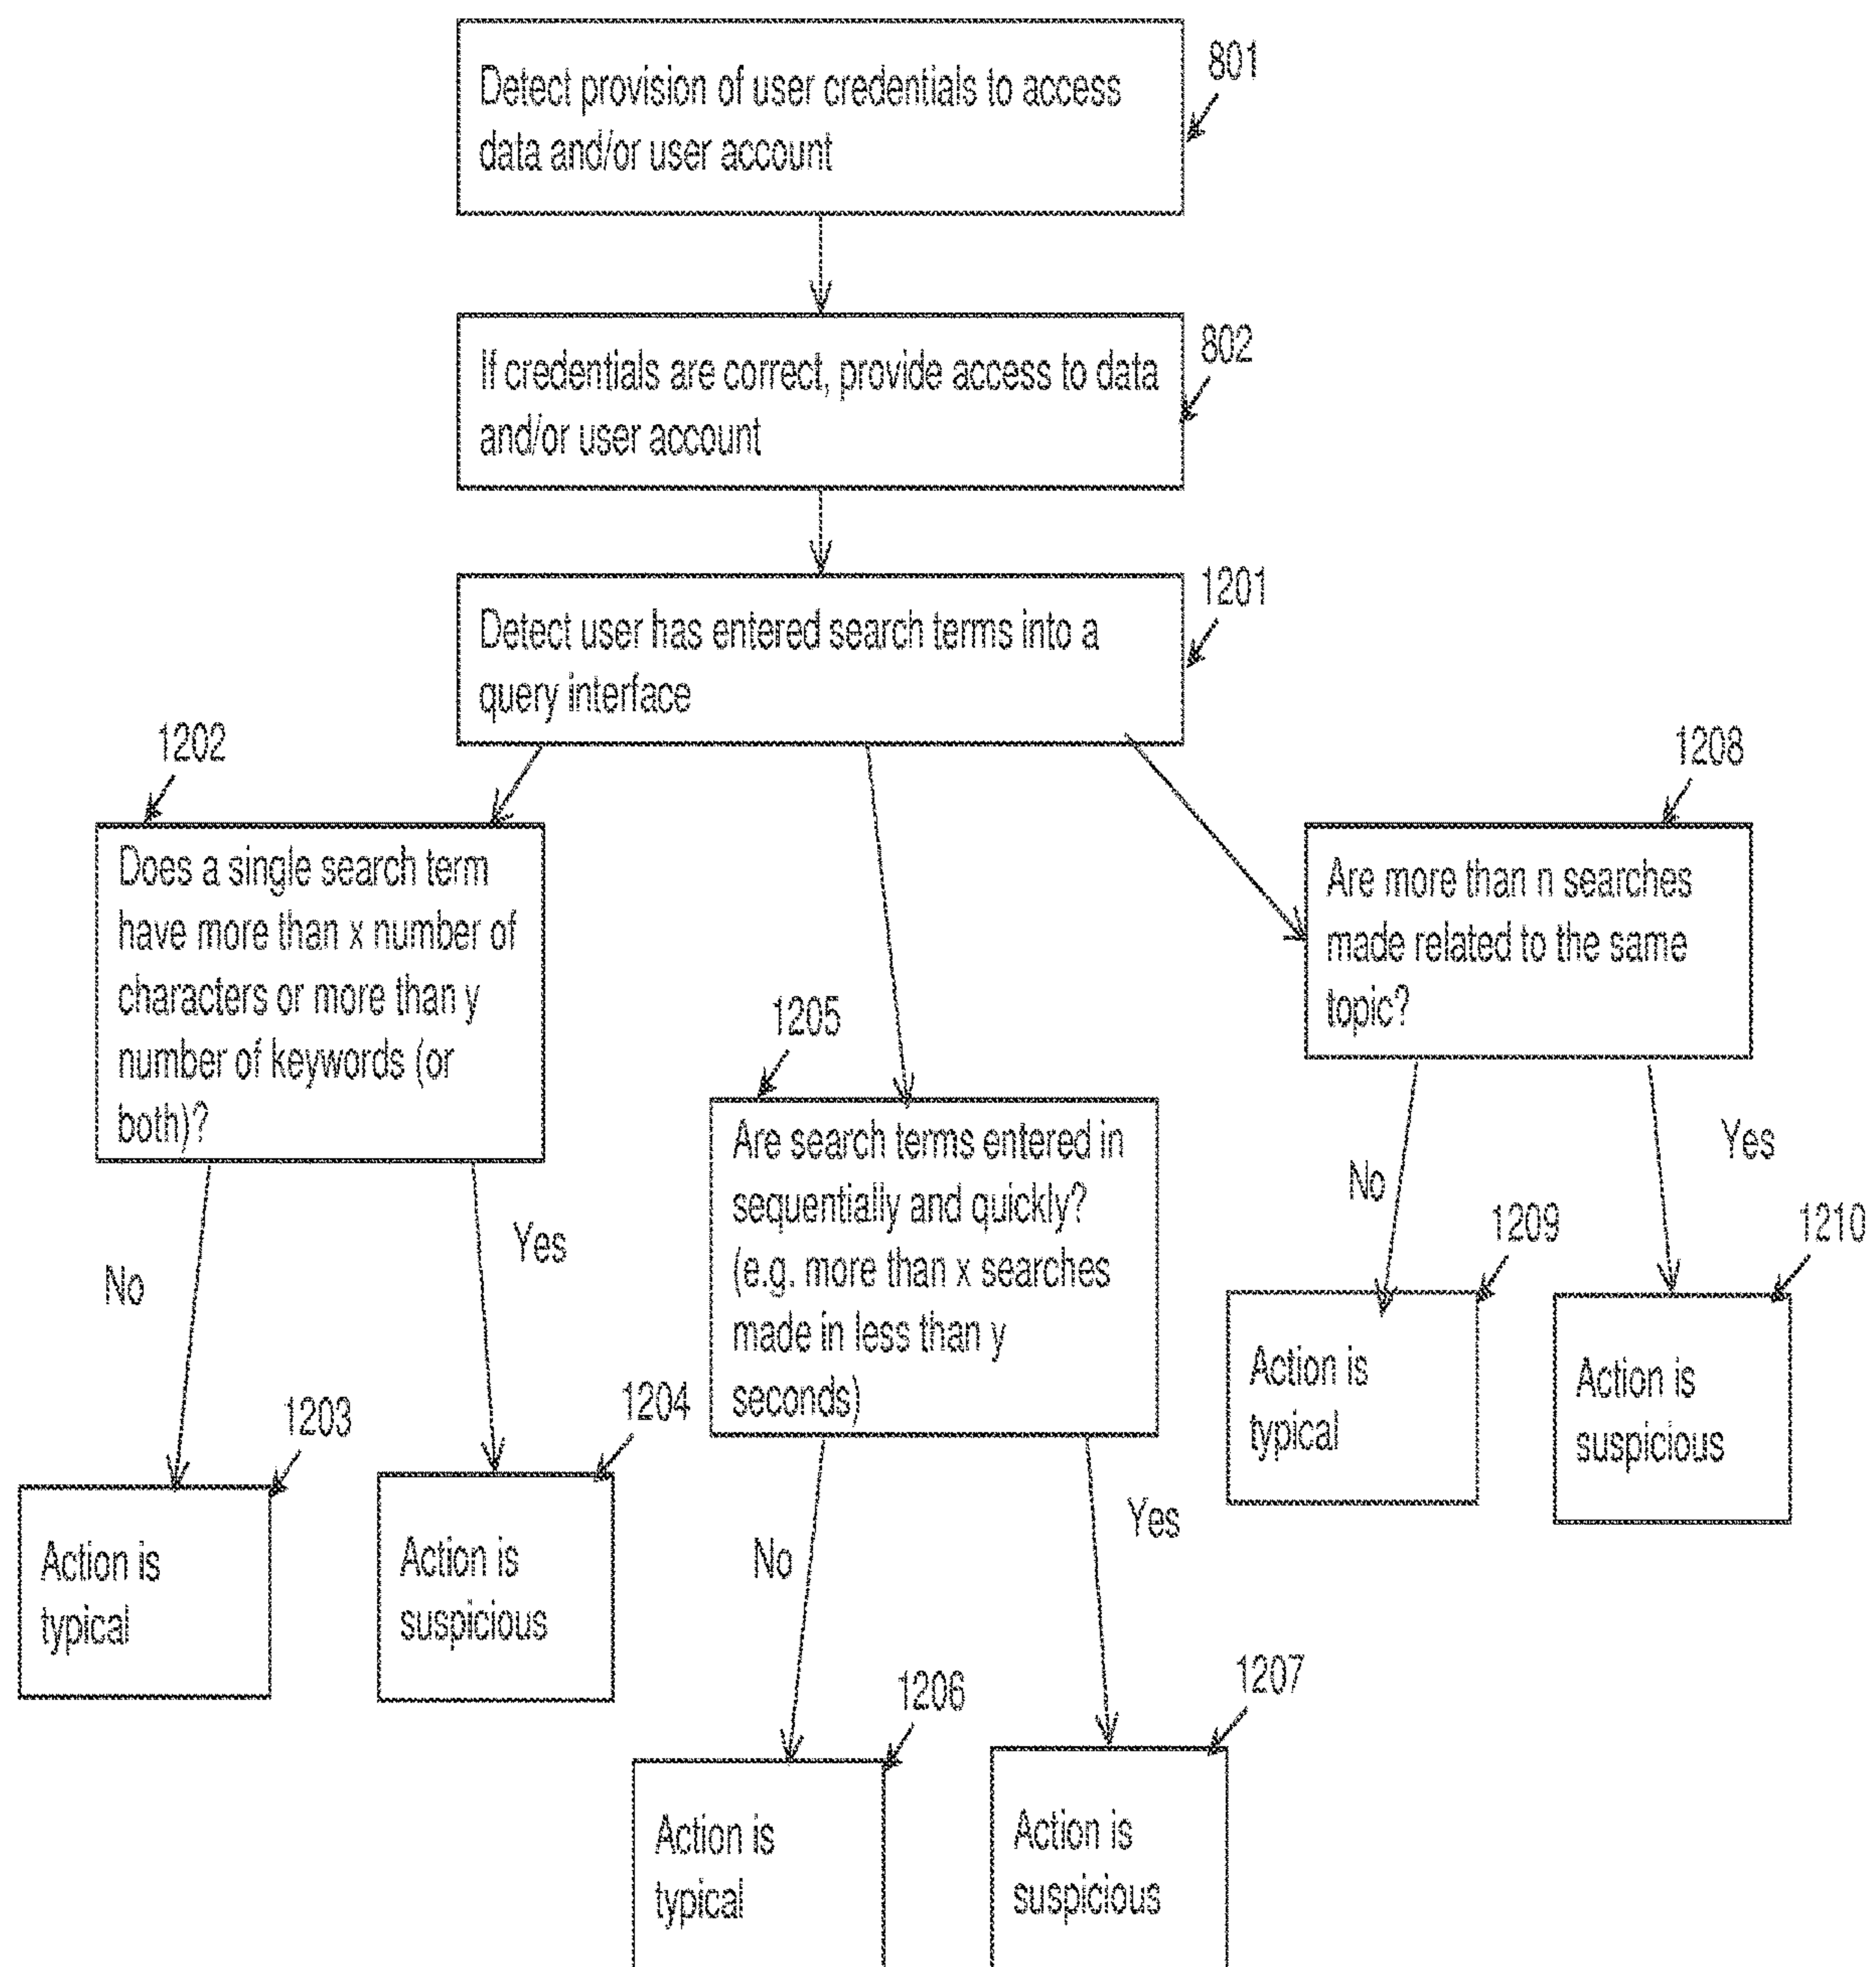 801
Detect provision of user credentials to access
data and/or user account
802
If credentials are correct, provide access to data
and/or user account
1201
Detect user has entered search terms into a
query interface
1202
Does a single search term
have more than x number of
characters or more than y
number of keywords (or
both)?
No
Yes
1203
Action is
typical
1204
Action is
suspicious
1205
Are search terms entered in
sequentially and quickly?
(e.g. more than x searches
made in less than y
seconds)
No
Yes
1206
Action is
typical
1207
Action is
suspicious
1208
Are more than n searches
made related to the same
topic?
No
Yes
1209
Action is
typical
1210
Action is
suspicious